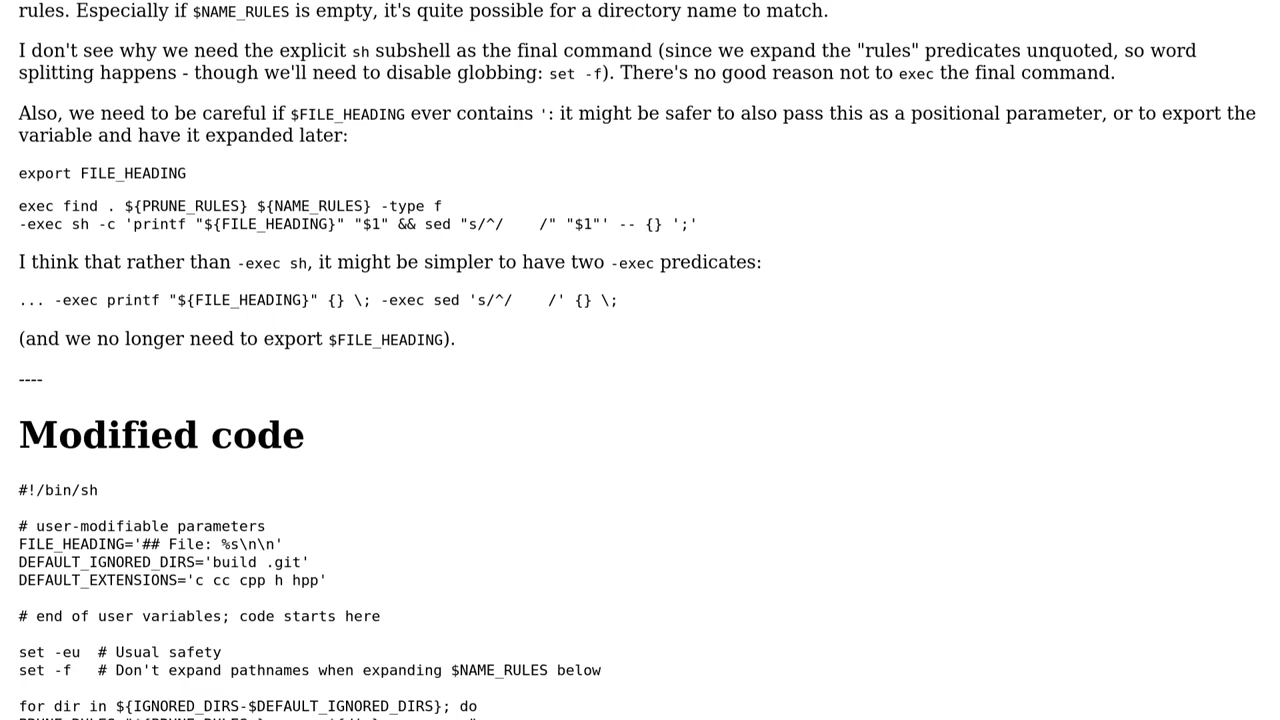 rules. Especially if $NAME_RULES is empty, it's quite possible for a directory name to match.
I don't see why we need the explicit sh subshell as the final command (since we expand the "rules" predicates unquoted, so word
splitting happens - though we'll need to disable globbing: set -f). There's no good reason not to exec the final command.
Also, we need to be careful if $FILE_HEADING ever contains ': it might be safer to also pass this as a positional parameter, or to export the
variable and have it expanded later:
export FILE_HEADING
exec find . ${PRUNE_RULES} ${NAME_RULES} -type f
-exec sh -c 'printf "${FILE_HEADING}" "$1" && sed "s/^/    /" "$1"' -- {} ';'
I think that rather than -exec sh, it might be simpler to have two -exec predicates:
... -exec printf "${FILE_HEADING}" {} \; -exec sed 's/^/    /' {} \;
(and we no longer need to export $FILE_HEADING).
----
Modified code
#!/bin/sh
# user-modifiable parameters
FILE_HEADING='## File: %s\n\n'
DEFAULT_IGNORED_DIRS='build .git'
DEFAULT_EXTENSIONS='c cc cpp h hpp'
# end of user variables; code starts here
set -eu  # Usual safety
set -f   # Don't expand pathnames when expanding $NAME_RULES below
for dir in ${IGNORED_DIRS-$DEFAULT_IGNORED_DIRS}; do